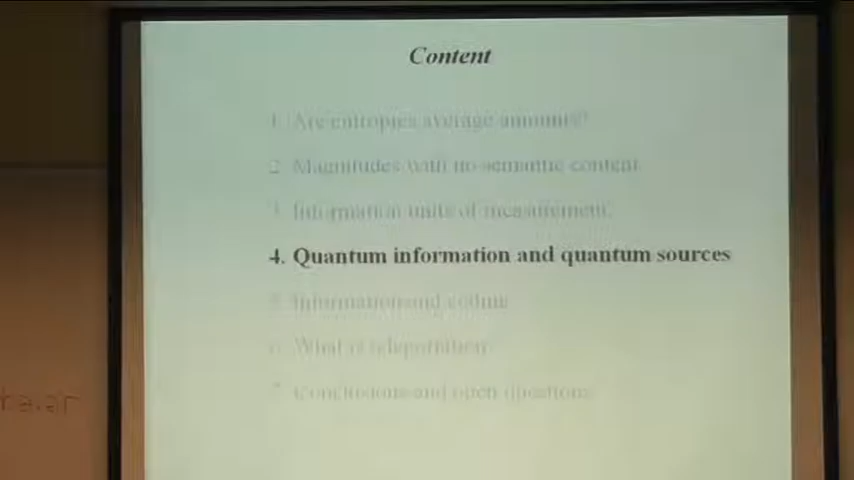 Content
1. Are entropies average amounts?
2. Magnitudes with no semantic content
3. Information units of measurement
4. Quantum information and quantum sources
5. Information and coding
6. What is teleportation
7. Conclusions and open questions